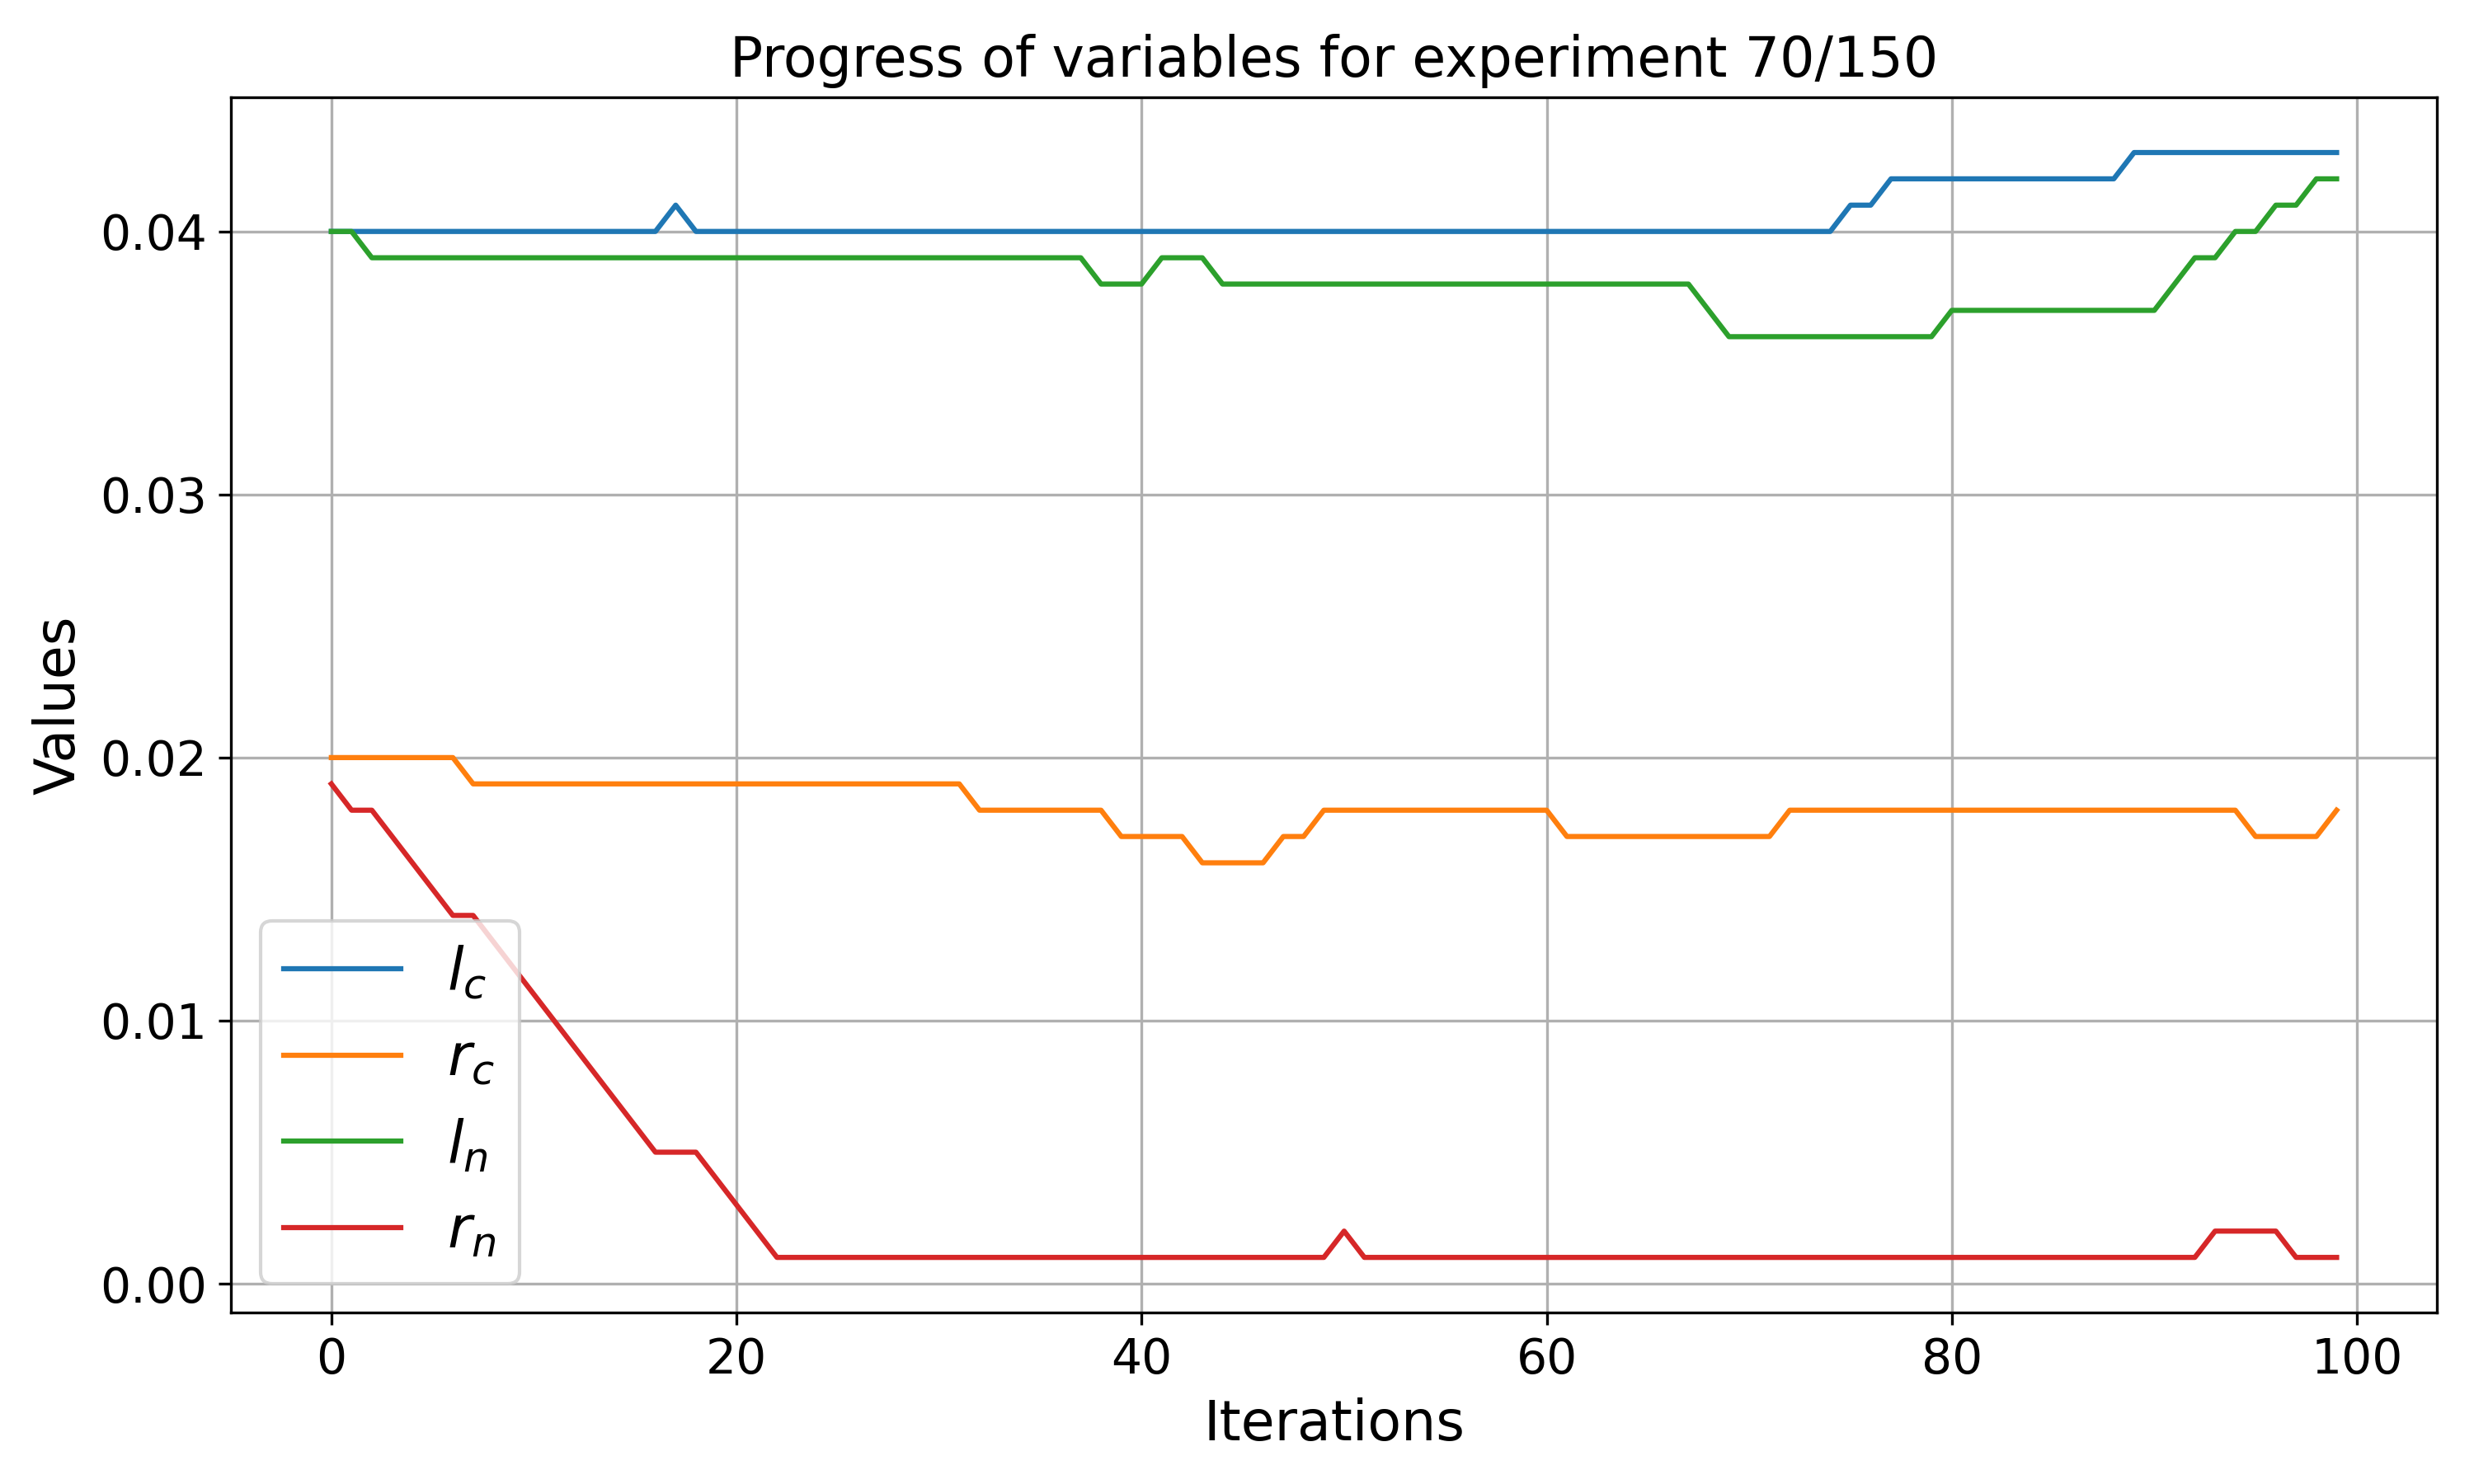 Progress of variables for experiment 70/150
Values
0.04
0.03
0.02
0.01
0.00
l_c
r_c
l_n
r_n
0 20 40 60 80 100
Iterations